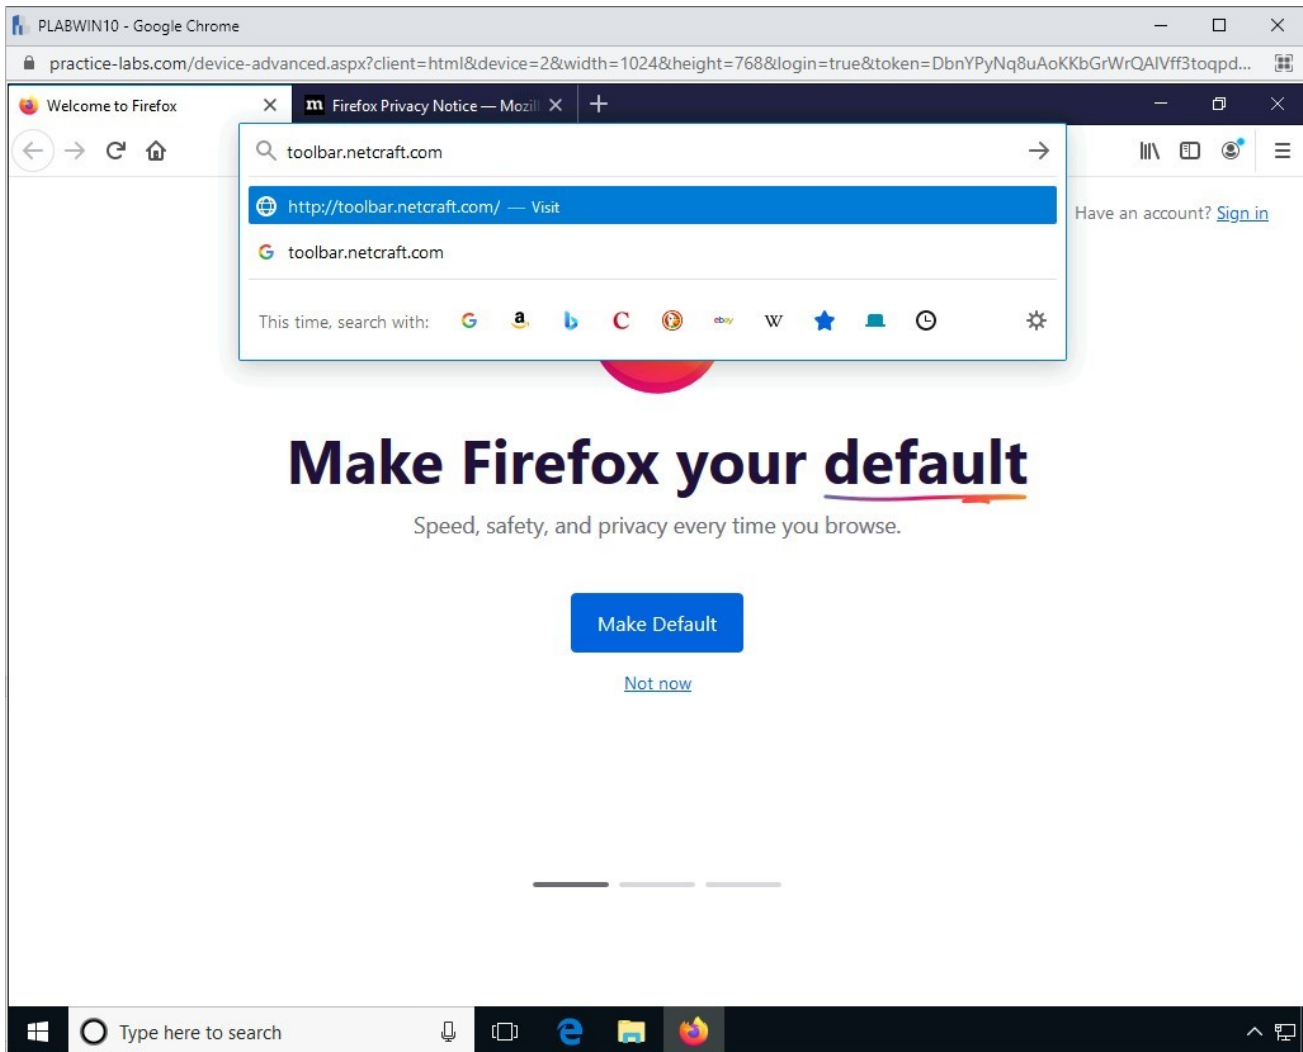 PLABWIN10 - Google Chrome
practice-labs.com/device-advanced.aspx?client=html&device=2&width=1024&height=768&login=true&token=DbnYPyNq8uAoKKbGrWrQAIVff3toqpd...
Welcome to Firefox
m Firefox Privacy Notice — Mozill
toolbar.netcraft.com
http://toolbar.netcraft.com/ — Visit
Have an account? Sign in
G toolbar.netcraft.com
This time, search with: G a b C ebay W
Make Firefox your default
Speed, safety, and privacy every time you browse.
Make Default
Not now
Type here to search